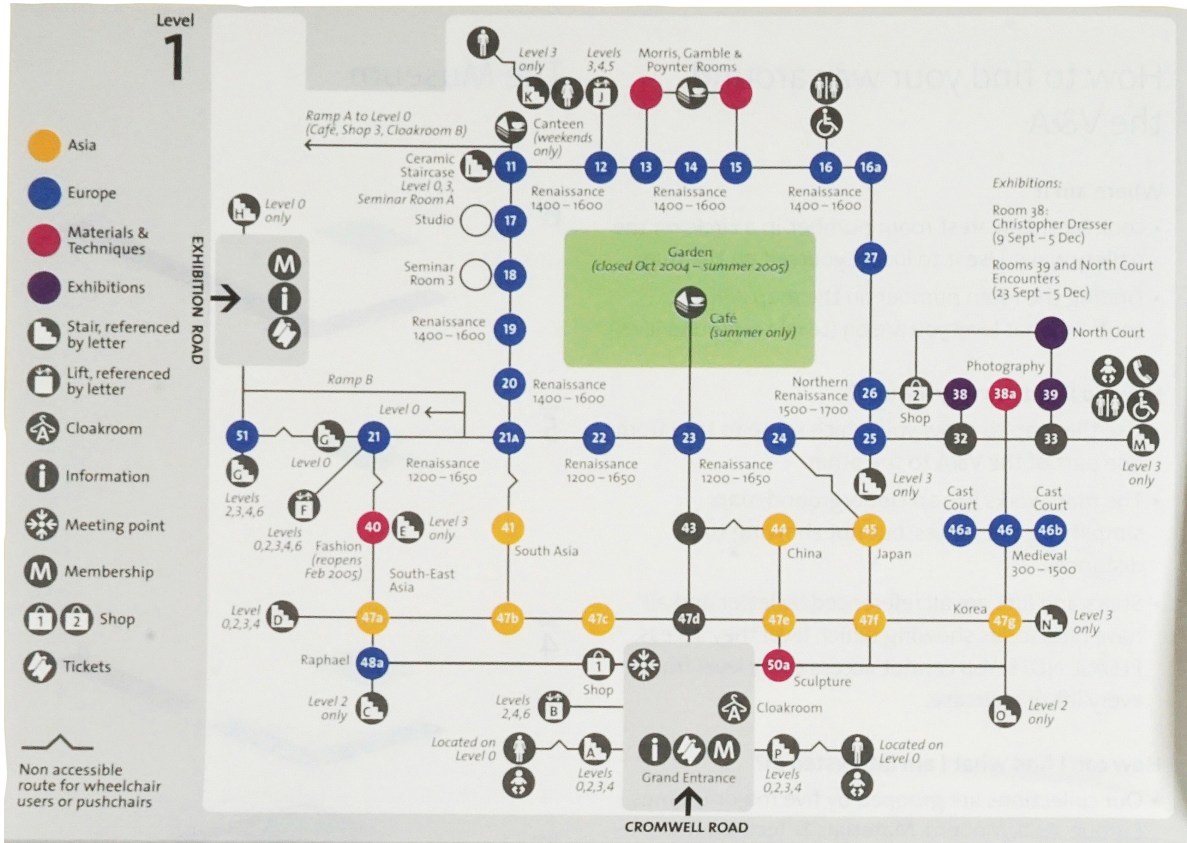 Level
1
Asia
Europe
Materials &
Techniques
Exhibitions
Stair, referenced
by letter
Lift, referenced
by letter
Cloakroom
Information
Meeting point
Membership
1 2 Shop
Tickets
Non accessible
route for wheelchair
users or pushchairs
Level 3
only
K
Levels
3,4,5
J
Morris, Gamble &
Poynter Rooms
Ramp A to Level 0
(Café, Shop 3, Cloakroom B)
Canteen
(weekends
only)
Ceramic
Staircase
Level 0,3,
Seminar Room A
I
11
12
13
14
15
16
16a
Renaissance
1400 – 1600
Renaissance
1400 – 1600
Renaissance
1400 – 1600
H
Level 0
only
Studio
17
Seminar
Room 3
18
Renaissance
1400 – 1600
19
20
Renaissance
1400 – 1600
EXHIBITION ROAD
M
i
Garden
(closed Oct 2004 – summer 2005)
Café
(summer only)
27
Exhibitions:
Room 38:
Christopher Dresser
(9 Sept – 5 Dec)
Rooms 39 and North Court
Encounters
(23 Sept – 5 Dec)
North Court
Photography
Northern
Renaissance
1500 – 1700
26
2
Shop
38
38a
39
Ramp B
Level 0
51
G
21
21A
22
23
24
25
32
33
M
Level 3
only
G
Levels
2,3,4,6
Level 0
F
Levels
0,2,3,4,6
Renaissance
1200 – 1650
Renaissance
1200 – 1650
Renaissance
1200 – 1650
L
Level 3
only
40
E
Level 3
only
Fashion
(reopens
Feb 2005)
41
South Asia
43
44
China
45
Japan
Cast
Court
46a
46
Cast
Court
46b
Medieval
300 – 1500
South-East
Asia
Level
0,2,3,4
D
47a
47b
47c
47d
47e
47f
Korea
47g
N
Level 3
only
Raphael
48a
1
Shop
50a
Sculpture
Level 2
only
C
Levels
2,4,6
B
A
Cloakroom
O
Level 2
only
Located on
Level 0
A
Levels
0,2,3,4
i
M
Grand Entrance
P
Levels
0,2,3,4
Located on
Level 0
CROMWELL ROAD